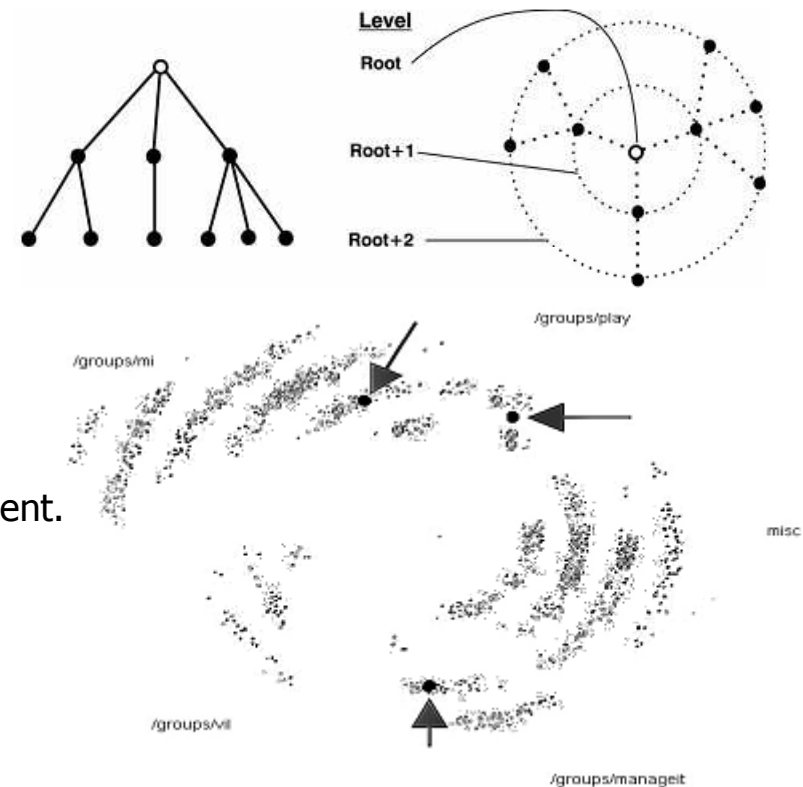 Level
Root
Root+1
Root+2
/groups/play
/groups/mi
ent.
misc
/groups/vil
/groups/manageit